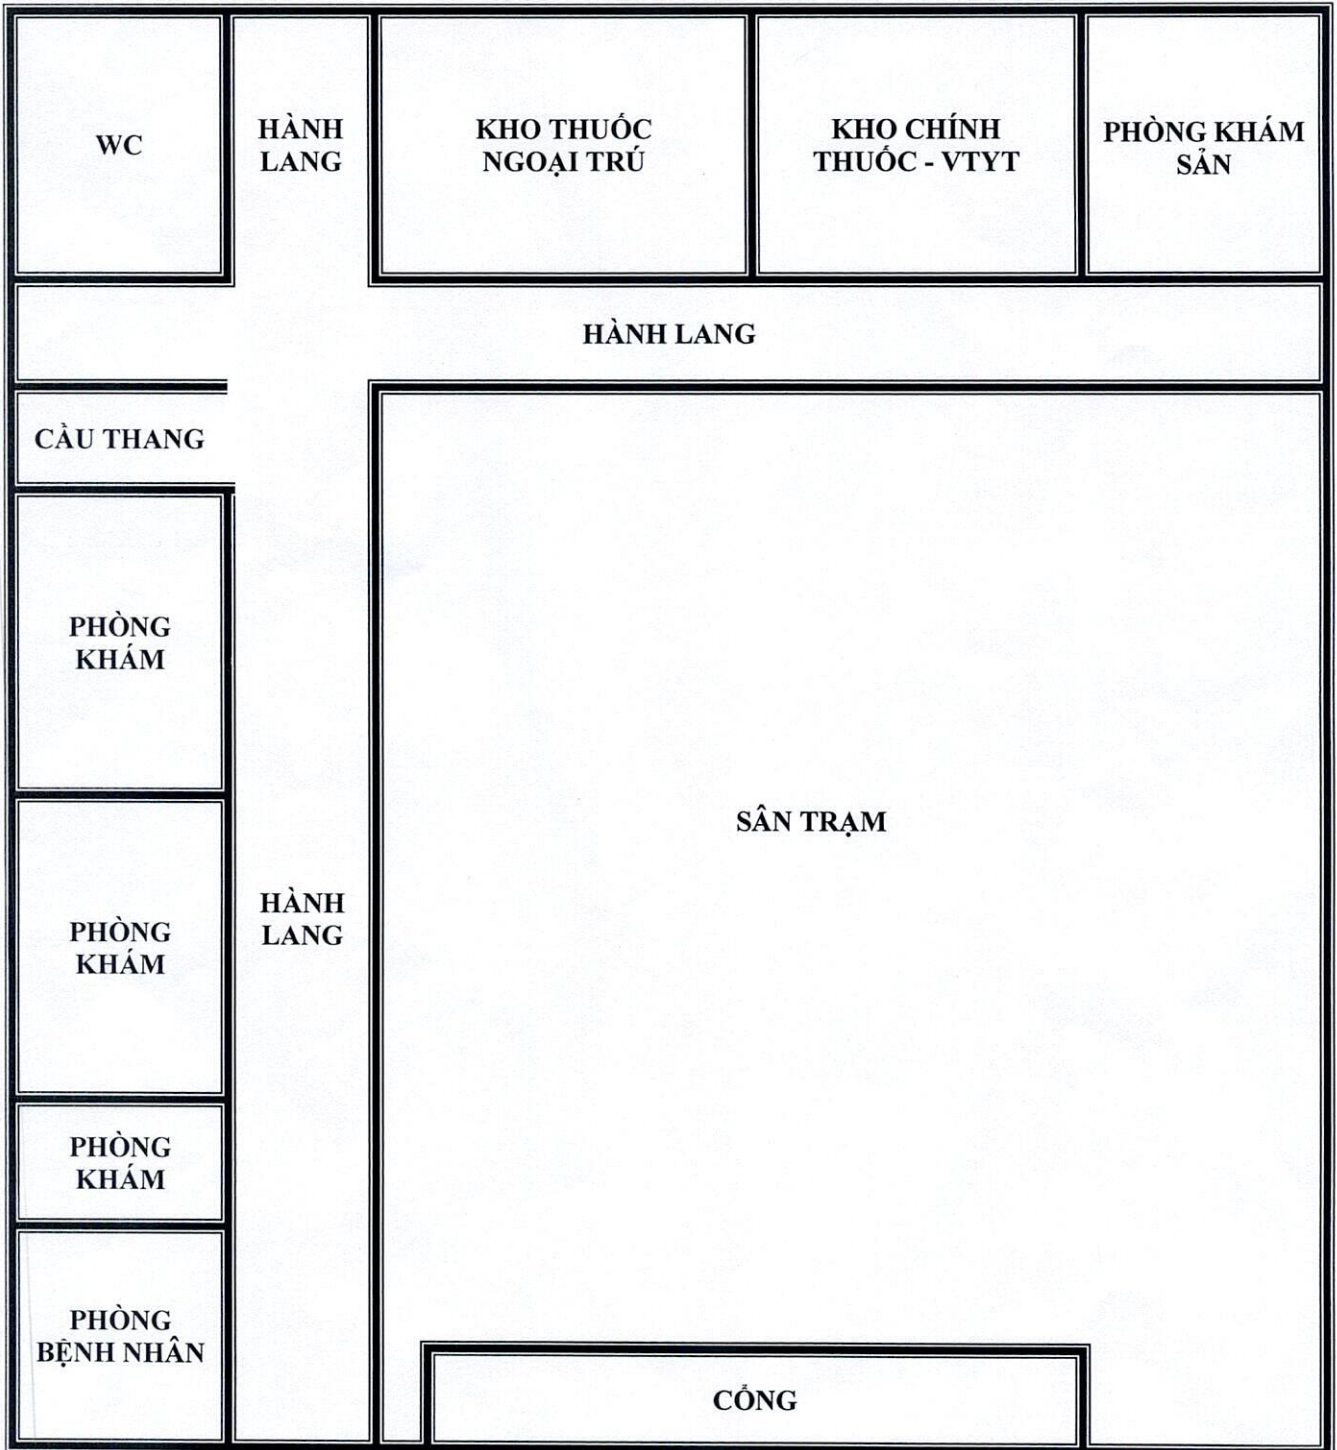 WC
HÀNH
LANG
KHO THUỐC
NGOẠI TRÚ
KHO CHÍNH
THUỐC - VTYT
PHÒNG KHÁM
SẢN
HÀNH LANG
CẦU THANG
PHÒNG
KHÁM
SÂN TRẠM
PHÒNG
KHÁM
HÀNH
LANG
PHÒNG
KHÁM
PHÒNG
BỆNH NHÂN
CỔNG